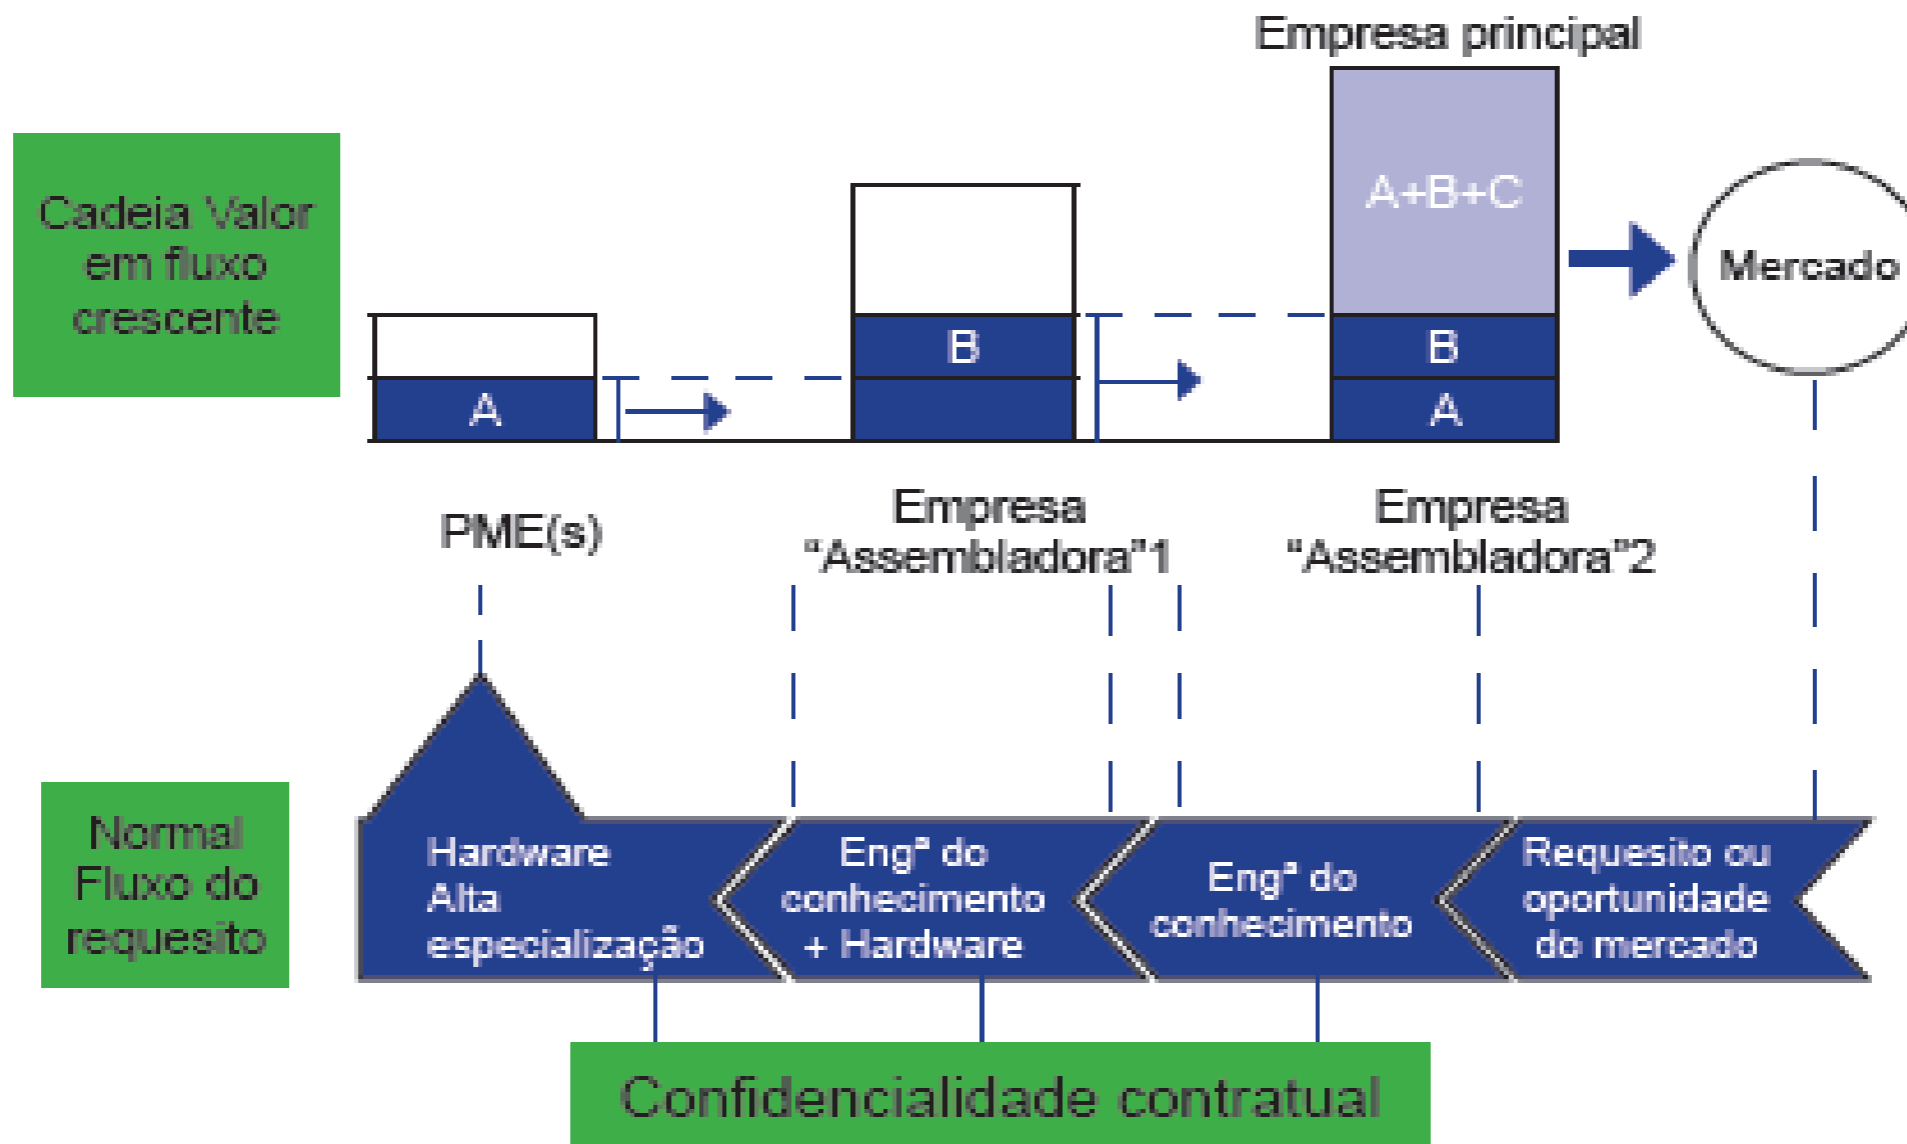 Empresa principal
Cadeia Valor
em fluxo
crescente
A+B+C
Mercado
B
B
A
A
PME(s)
Empresa
“Assembladora”1
Empresa
“Assembladora”2
Normal
Fluxo do
requesito
Hardware
Alta
especialização
Engª do
conhecimento
+ Hardware
Engª do
conhecimento
Requesito ou
oportunidade
do mercado
Confidencialidade contratual